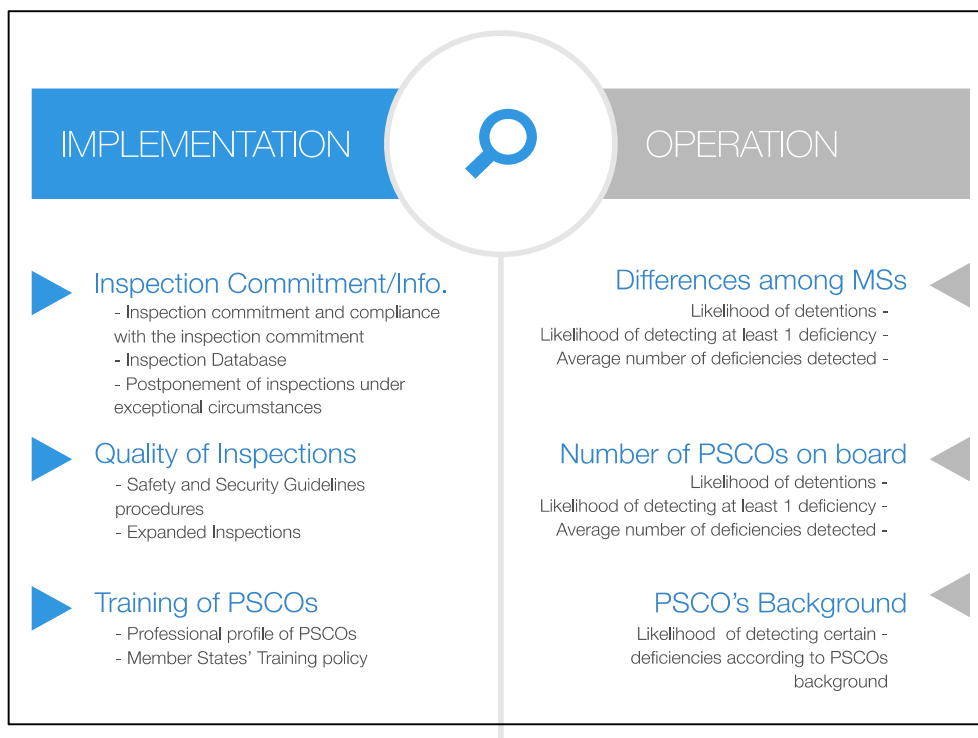 IMPLEMENTATION
OPERATION
Inspection Commitment/Info.
- Inspection commitment and compliance
with the inspection commitment
- Inspection Database
- Postponement of inspections under
exceptional circumstances
Quality of Inspections
- Safety and Security Guidelines
procedures
- Expanded Inspections
Training of PSCOs
- Professional profile of PSCOs
- Member States' Training policy
Differences among MSs
Likelihood of detentions -
Likelihood of detecting at least 1 deficiency -
Average number of deficiencies detected -
Number of PSCOs on board
Likelihood of detentions -
Likelihood of detecting at least 1 deficiency -
Average number of deficiencies detected -
PSCO's Background
Likelihood of detecting certain -
deficiencies according to PSCOs
background